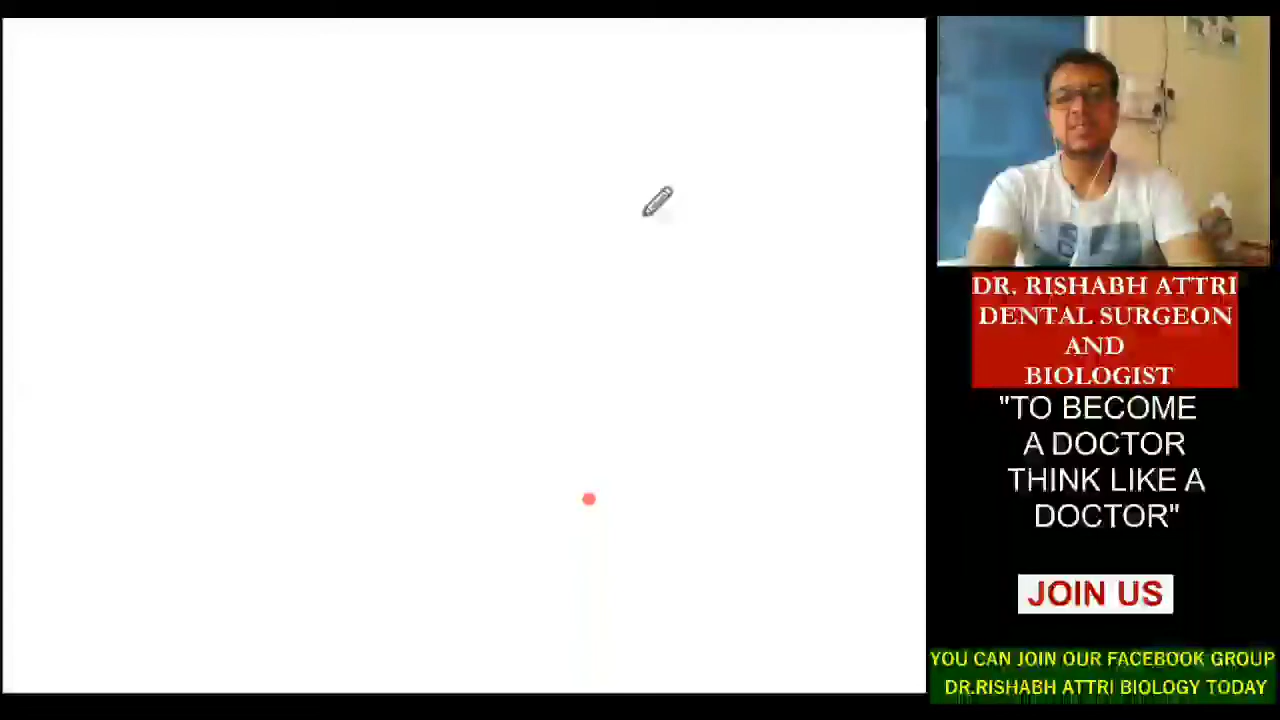 DR. RISHABH ATTRI
DENTAL SURGEON
AND
BIOLOGIST
"TO BECOME
A DOCTOR
THINK LIKE A
DOCTOR"
JOIN US
YOU CAN JOIN OUR FACEBOOK GROUP
DR.RISHABH ATTRI BIOLOGY TODAY